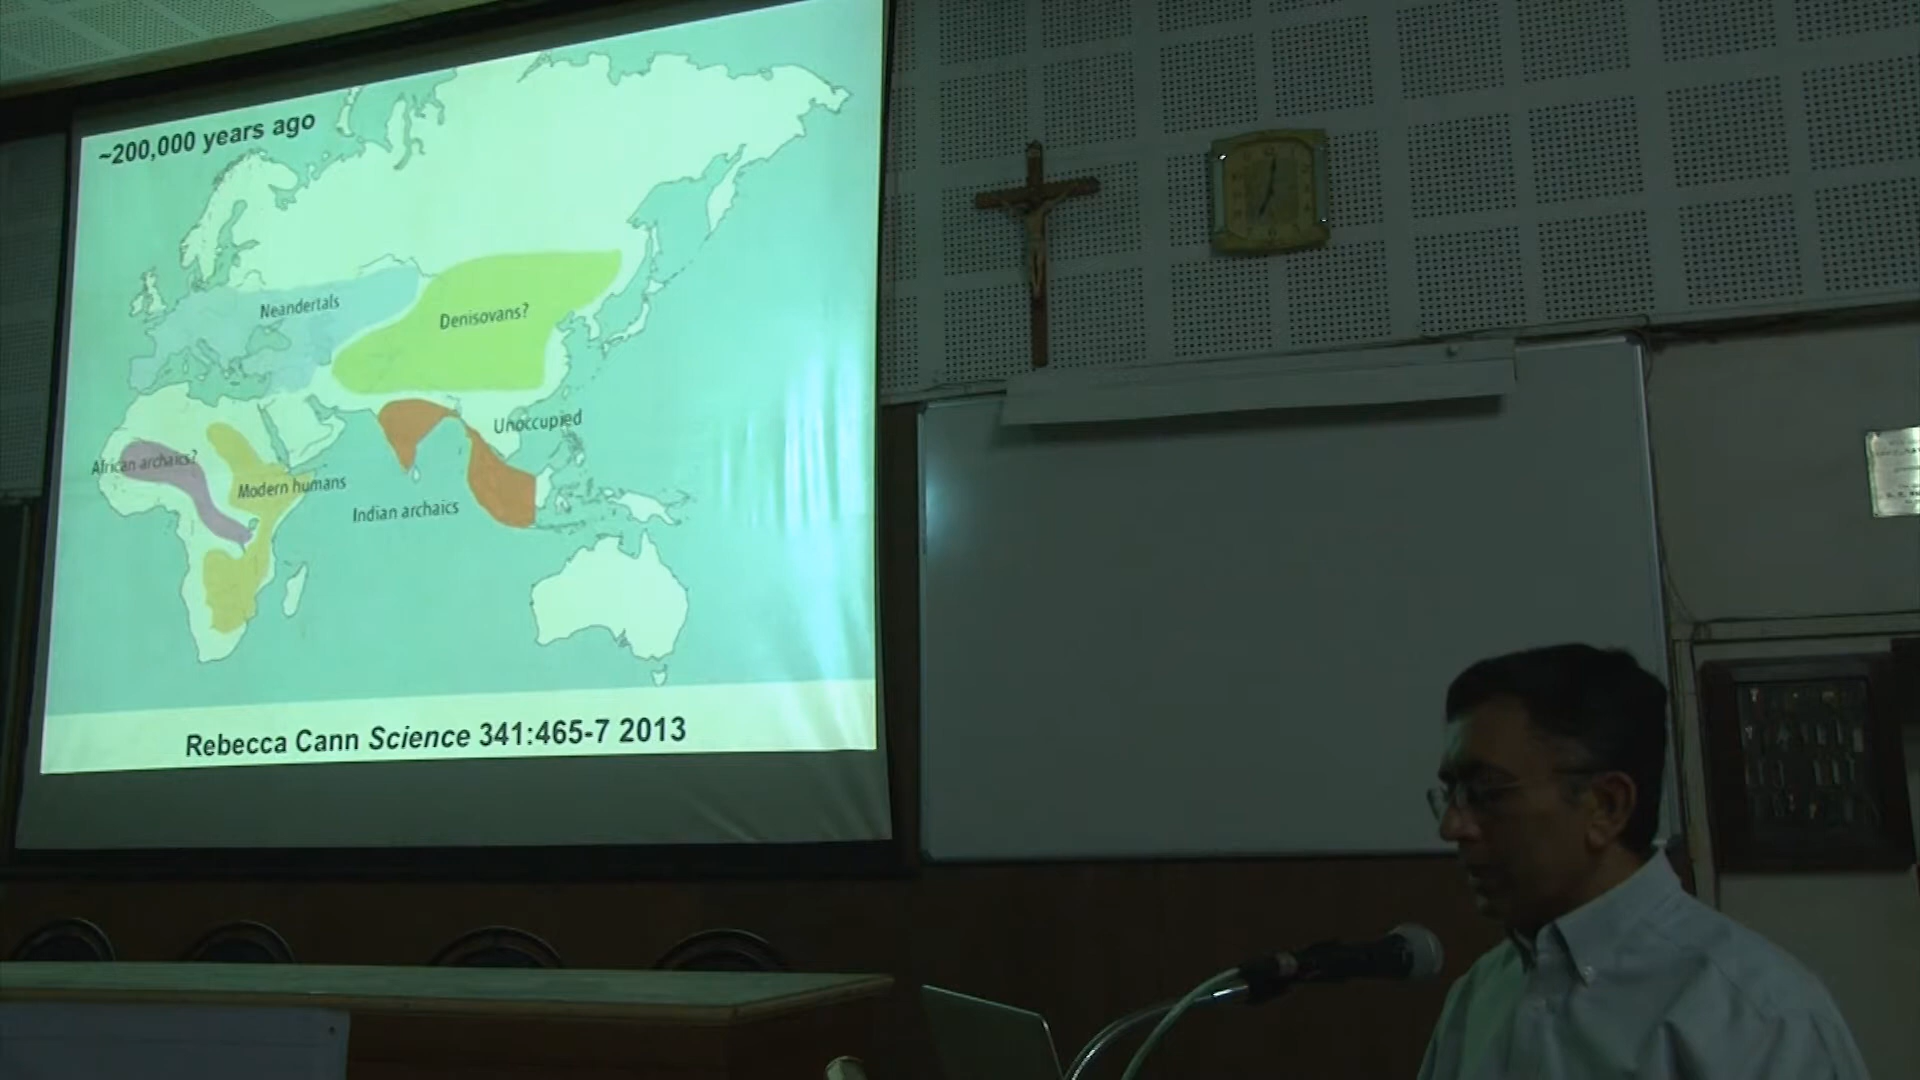 ~200,000 years ago
Neandertals
Denisovans?
Unoccupied
African archaics?
Modern humans
Indian archaics
Rebecca Cann Science 341:465-7 2013